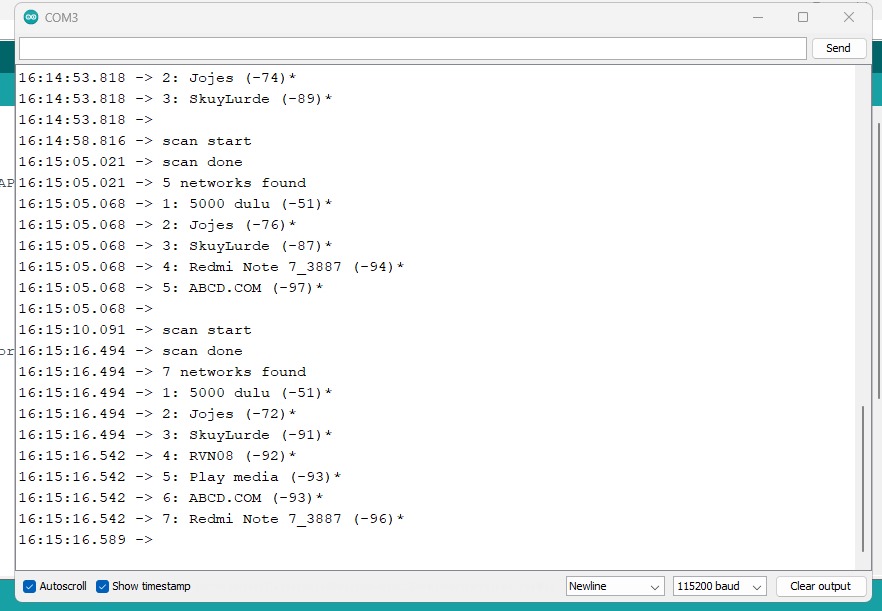 COM3
Send
16:14:53.818 -> 2: Jojes (-74)*
16:14:53.818 -> 3: SkuyLurde (-89)*
16:14:53.818 ->
16:14:58.816 -> scan start
16:15:05.021 -> scan done
AP
16:15:05.021 -> 5 networks found
16:15:05.068 -> 1: 5000 dulu (-51)*
16:15:05.068 -> 2: Jojes (-76)*
16:15:05.068 -> 3: SkuyLurde (-87)*
16:15:05.068 -> 4: Redmi Note 7_3887 (-94)*
16:15:05.068 -> 5: ABCD.COM (-97)*
16:15:05.068 ->
16:15:10.091 -> scan start
or
16:15:16.494 -> scan done
16:15:16.494 -> 7 networks found
16:15:16.494 -> 1: 5000 dulu (-51)*
16:15:16.494 -> 2: Jojes (-72)*
16:15:16.494 -> 3: SkuyLurde (-91)*
16:15:16.542 -> 4: RVN08 (-92)*
16:15:16.542 -> 5: Play media (-93)*
16:15:16.542 -> 6: ABCD.COM (-93)*
16:15:16.542 -> 7: Redmi Note 7_3887 (-96)*
16:15:16.589 ->
Autoscroll Show timestamp Newline 115200 baud Clear output